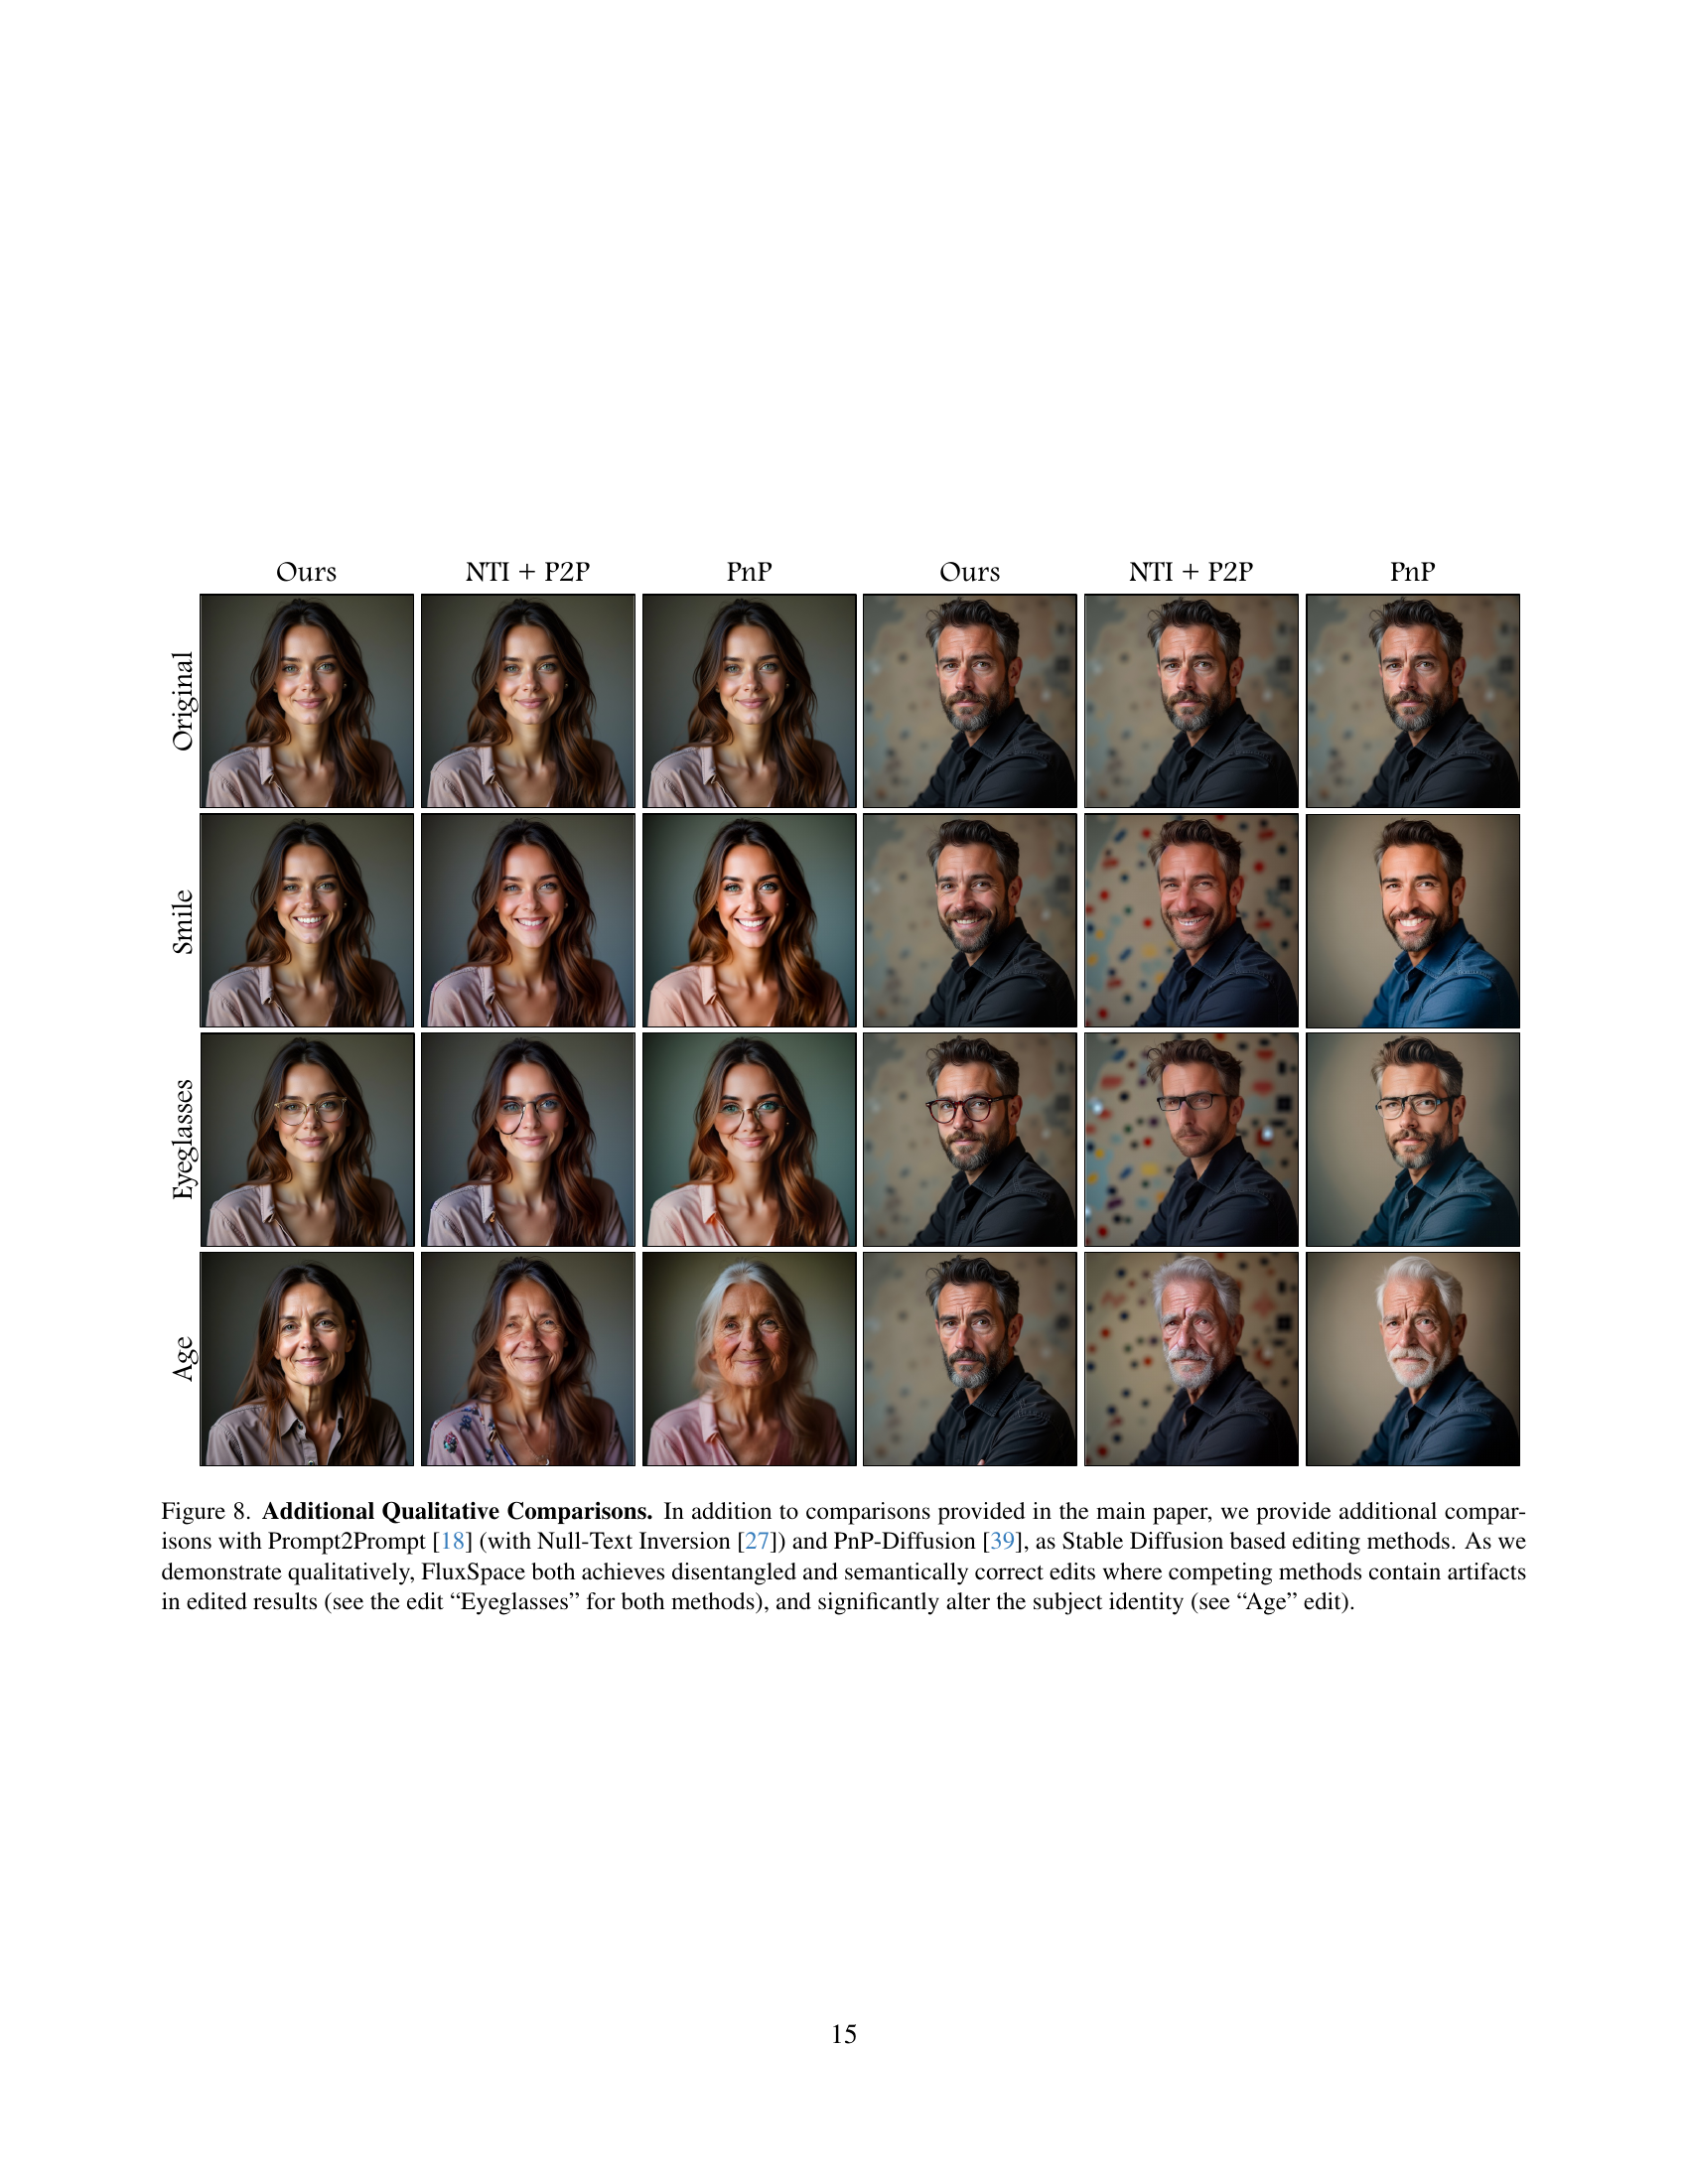 Ours NTI + P2P PnP Ours NTI + P2P PnP
Original
Smile
Eyeglasses
Age
Figure 8. Additional Qualitative Comparisons. In addition to comparisons provided in the main paper, we provide additional compar-
isons with Prompt2Prompt [18] (with Null-Text Inversion [27]) and PnP-Diffusion [39], as Stable Diffusion based editing methods. As we
demonstrate qualitatively, FluxSpace both achieves disentangled and semantically correct edits where competing methods contain artifacts
in edited results (see the edit “Eyeglasses” for both methods), and significantly alter the subject identity (see “Age” edit).
15